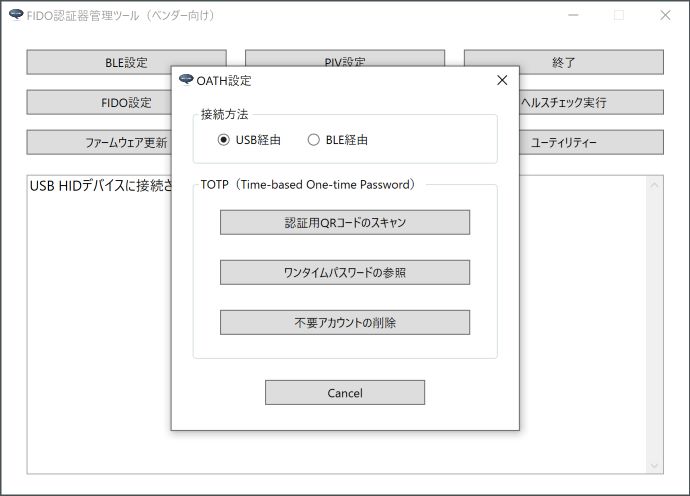 FIDO認証器管理ツール（ベンダー向け）
BLE設定
PIV設定
終了
FIDO設定
ヘルスチェック実行
ファームウェア更新
ユーティリティー
USB HIDデバイスに接続さ
OATH設定
接続方法
USB経由
BLE経由
TOTP（Time-based One-time Password）
認証用QRコードのスキャン
ワンタイムパスワードの参照
不要アカウントの削除
Cancel